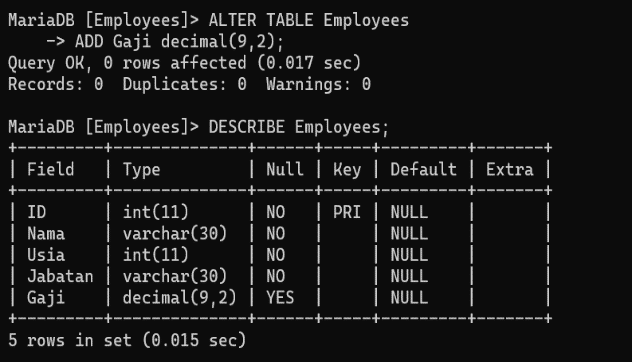 MariaDB [Employees]> ALTER TABLE Employees
    -> ADD Gaji decimal(9,2);
Query OK, 0 rows affected (0.017 sec)
Records: 0  Duplicates: 0  Warnings: 0

MariaDB [Employees]> DESCRIBE Employees;
+---------+--------------+------+-----+---------+-------+
| Field   | Type         | Null | Key | Default | Extra |
+---------+--------------+------+-----+---------+-------+
| ID      | int(11)      | NO   | PRI | NULL    |       |
| Nama    | varchar(30)  | NO   |     | NULL    |       |
| Usia    | int(11)      | NO   |     | NULL    |       |
| Jabatan | varchar(30)  | NO   |     | NULL    |       |
| Gaji    | decimal(9,2) | YES  |     | NULL    |       |
+---------+--------------+------+-----+---------+-------+
5 rows in set (0.015 sec)